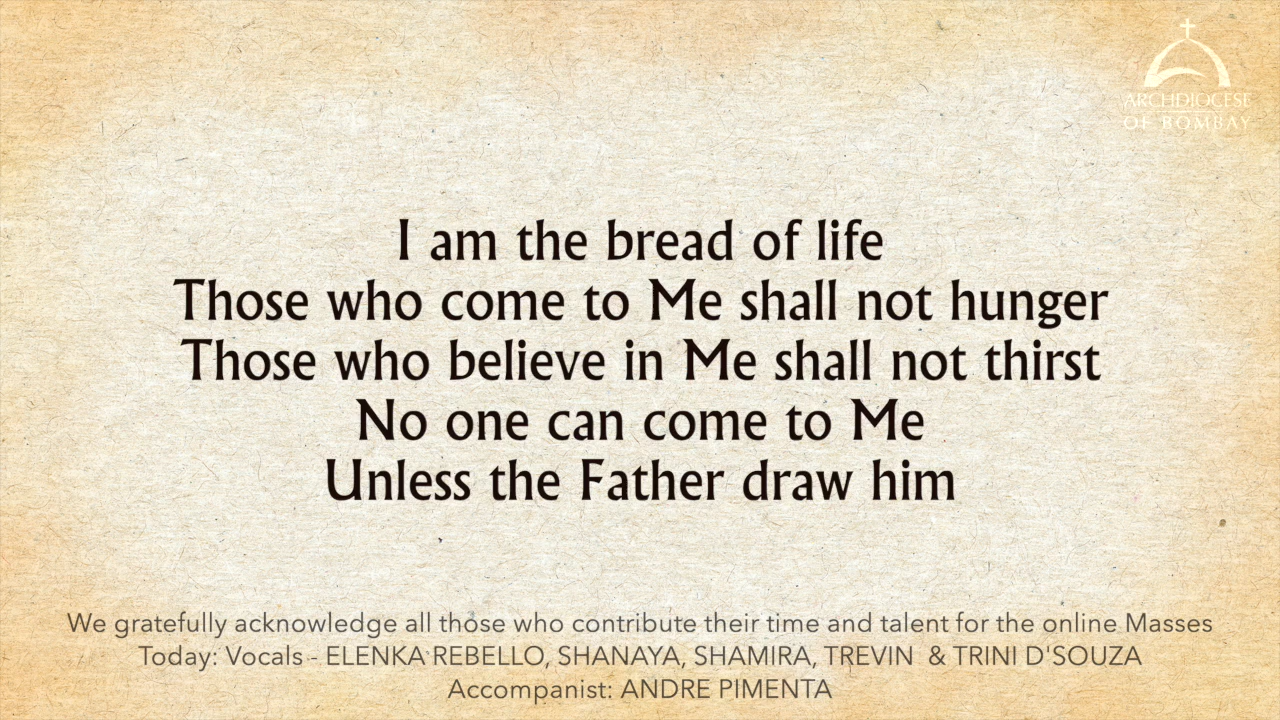 ARCHDIOCESE
OF BOMBAY
I am the bread of life
Those who come to Me shall not hunger
Those who believe in Me shall not thirst
No one can come to Me
Unless the Father draw him
We gratefully acknowledge all those who contribute their time and talent for the online Masses
Today: Vocals - ELENKA REBELLO, SHANAYA, SHAMIRA, TREVIN & TRINI D'SOUZA
Accompanist: ANDRE PIMENTA